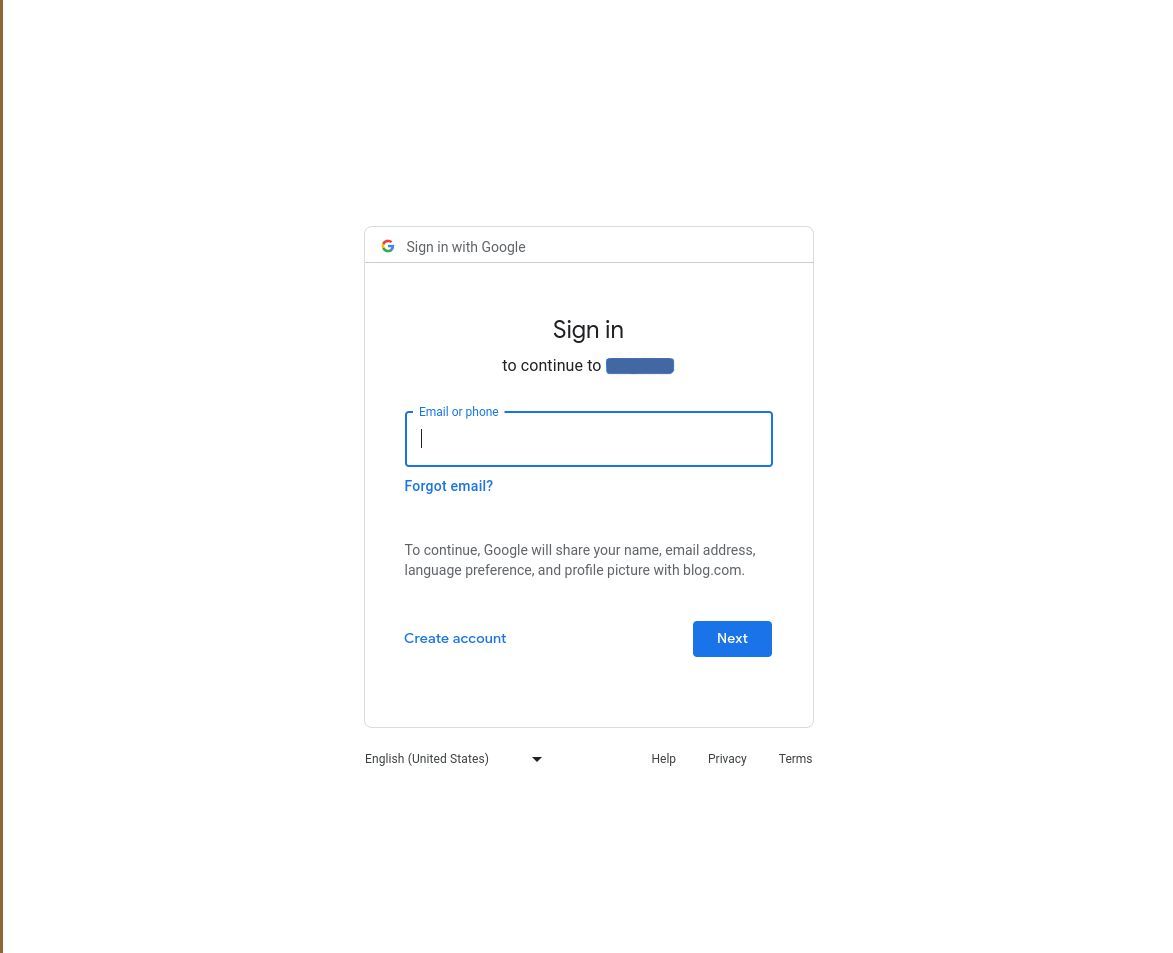 Sign in with Google
Sign in
to continue to
Email or phone
Forgot email?
To continue, Google will share your name, email address,
language preference, and profile picture with blog.com.
Create account
Next
English (United States)
Help
Privacy
Terms